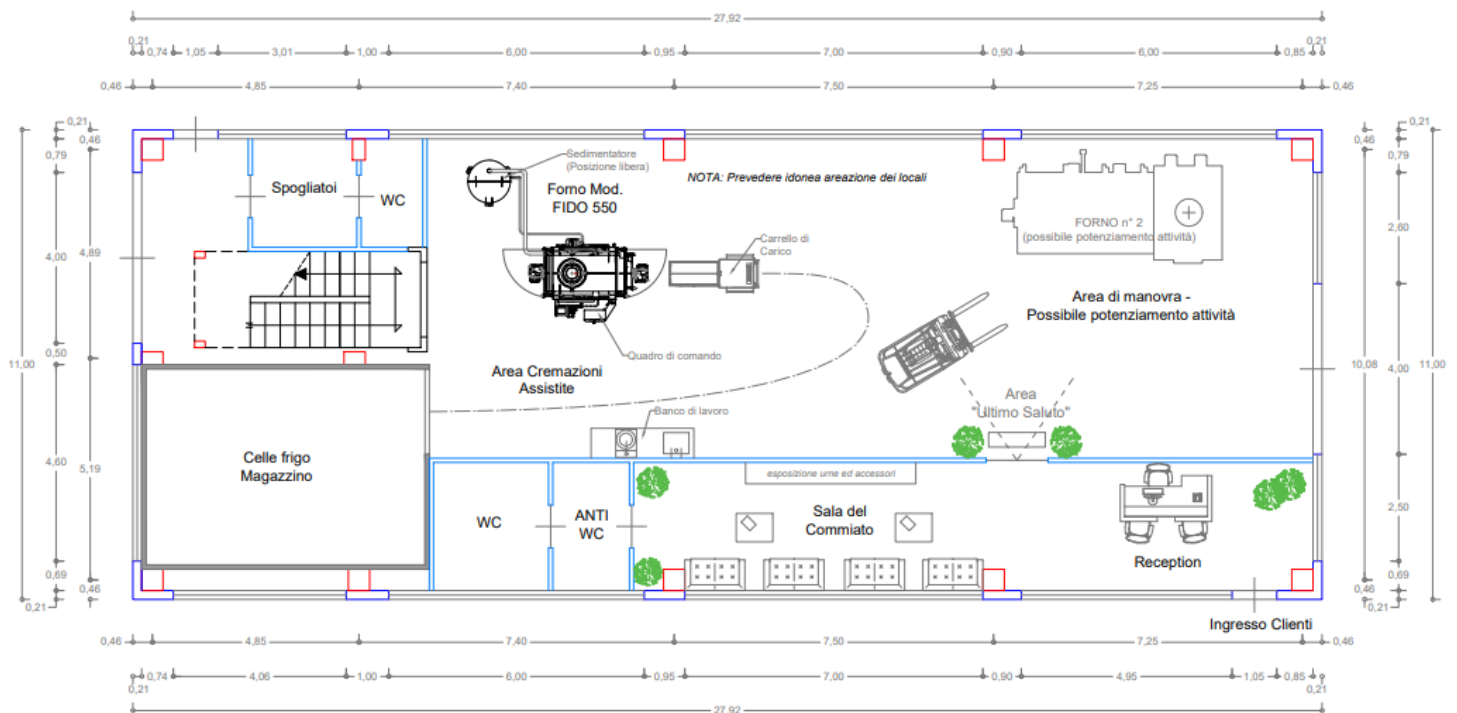 27,92
0,21
0,74
1,05
3,01
1,00
6,00
0,95
7,00
0,90
6,00
0,85
0,21
0,46
4,85
7,40
7,50
7,25
0,46
0,21
0,46
0,79
4,00
4,89
0,50
11,00
4,60
5,19
0,69
0,46
0,21
Spogliatoi
WC
Sedimentatore
(Posizione libera)
Forno Mod.
FIDO 550
NOTA: Prevedere idonea areazione dei locali
Carrello di
Carico
FORNO n° 2
(possibile potenziamento attività)
Area di manovra -
Possibile potenziamento attività
Quadro di comando
Area Cremazioni
Assistite
Area
"Ultimo Saluto"
Banco di lavoro
Celle frigo
Magazzino
esposizione urne ed accessori
WC
ANTI
WC
Sala del
Commiato
Reception
Ingresso Clienti
0,21
0,46
0,79
2,60
10,08
4,00
11,00
2,50
0,69
0,46
0,21
0,46
4,85
7,40
7,50
7,25
0,46
0,74
4,06
1,00
6,00
0,95
7,00
0,90
4,95
1,05
0,85
0,21
0,21
27,92